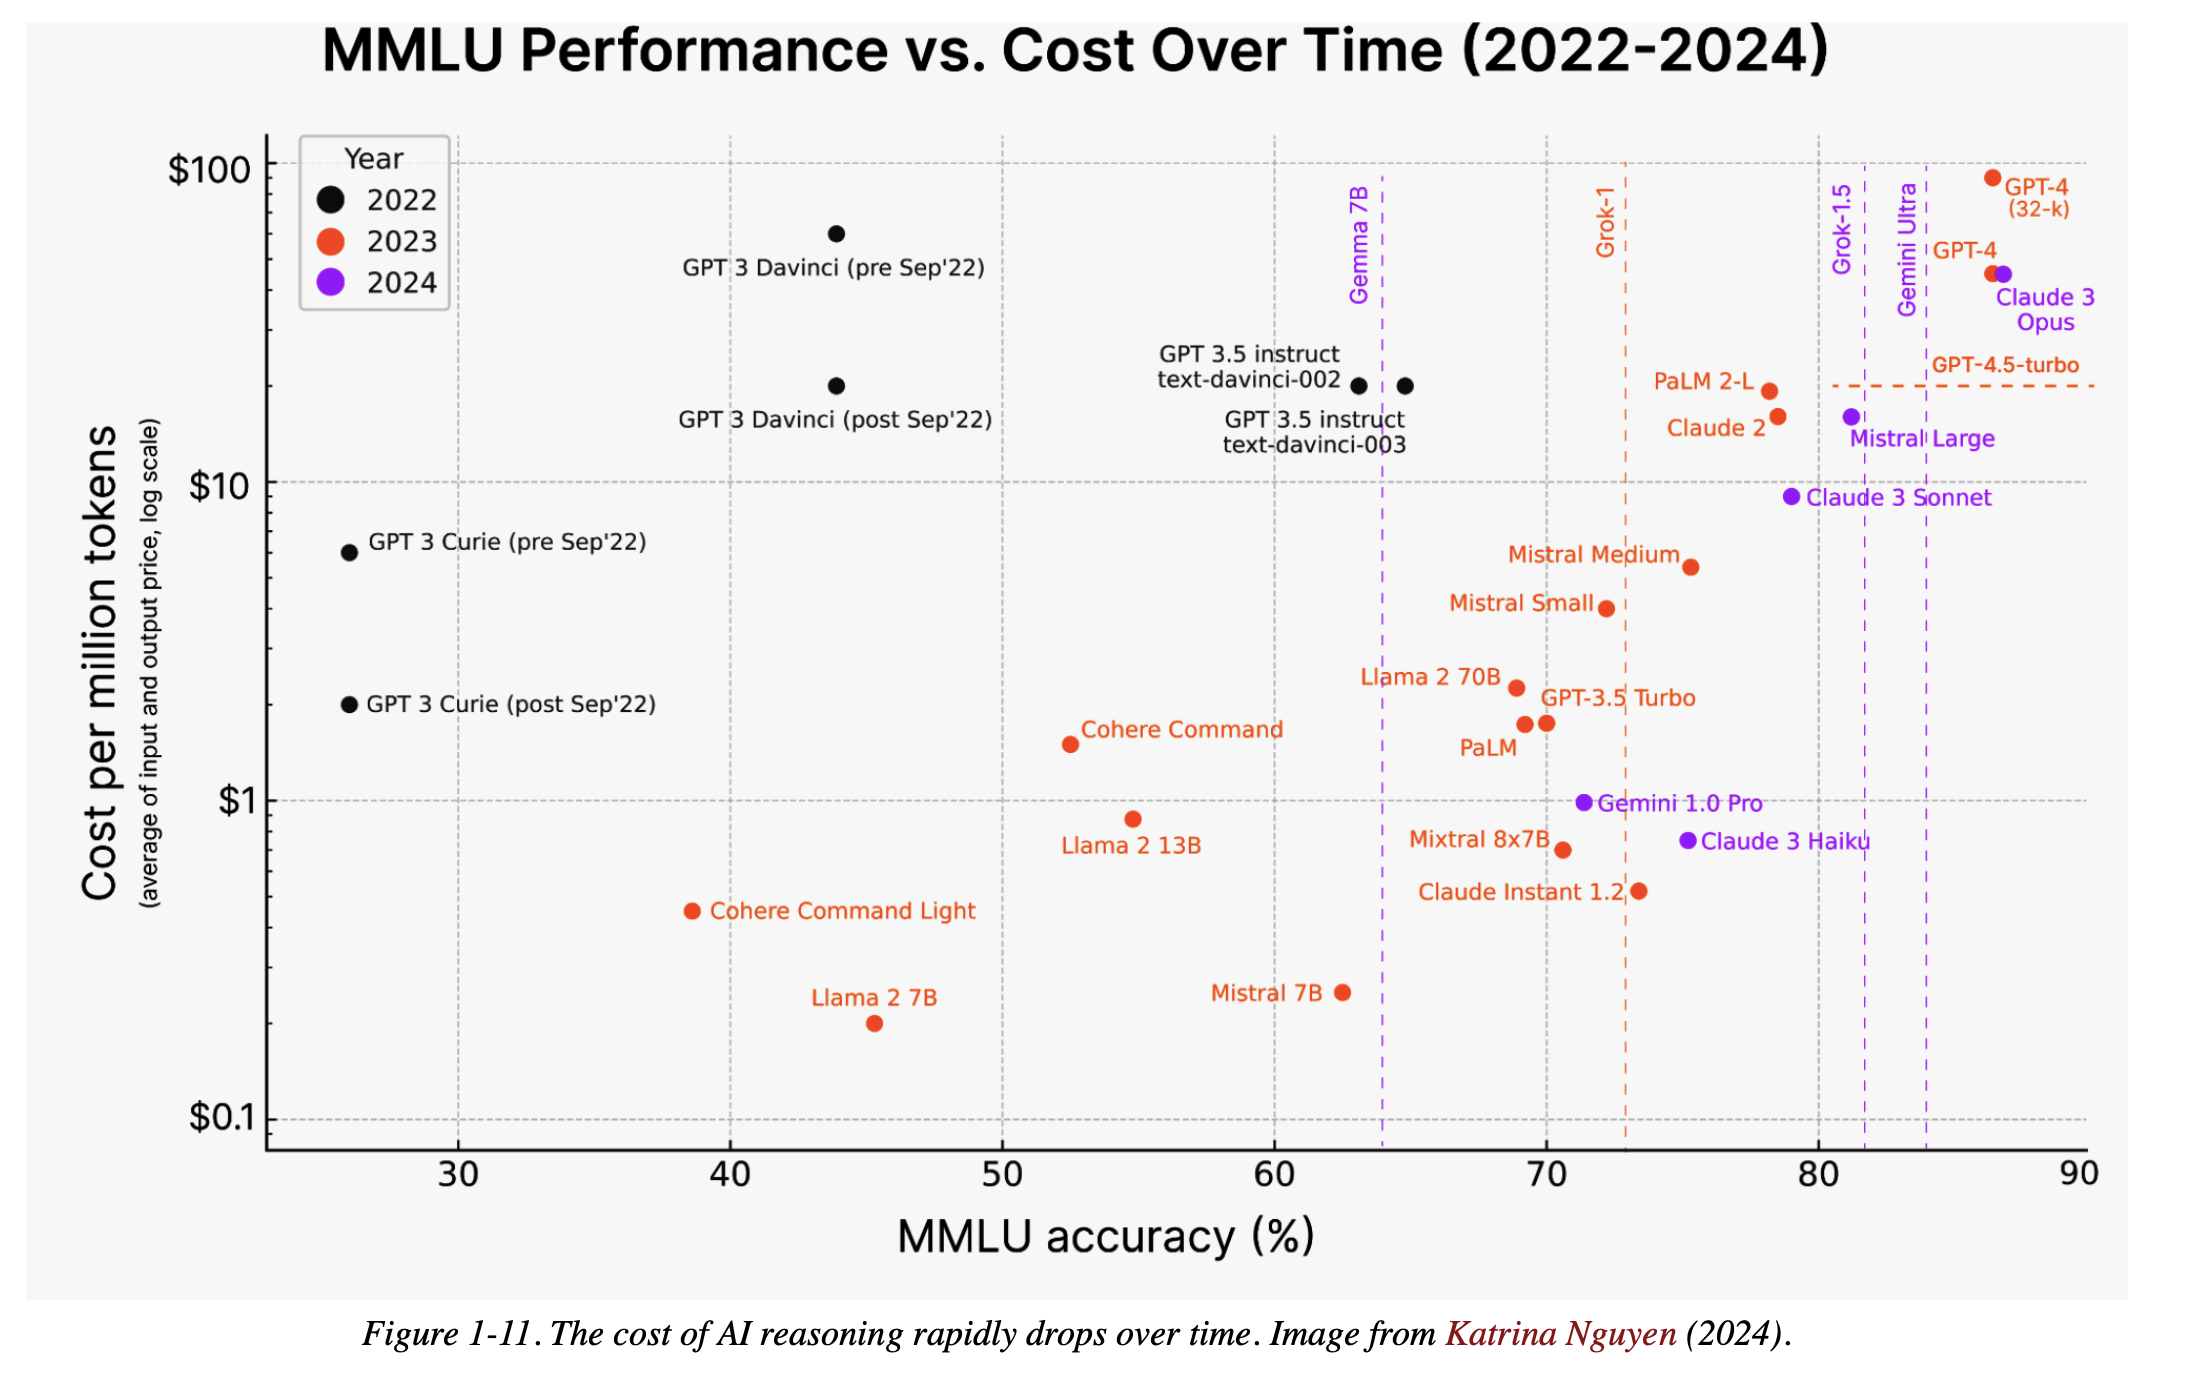 MMLU Performance vs. Cost Over Time (2022-2024)
Year
2022
2023
2024
Cost per million tokens
(average of input and output price, log scale)
$100
$10
$1
$0.1
GPT 3 Davinci (pre Sep'22)
GPT 3 Davinci (post Sep'22)
GPT 3 Curie (pre Sep'22)
GPT 3 Curie (post Sep'22)
GPT 3.5 instruct
text-davinci-002
GPT 3.5 instruct
text-davinci-003
Gemma 7B
Grok-1
Grok-1.5
Gemini Ultra
GPT-4
(32-k)
GPT-4
Claude 3
Opus
GPT-4.5-turbo
PaLM 2-L
Claude 2
Mistral Large
Claude 3 Sonnet
Mistral Medium
Mistral Small
Llama 2 70B
GPT-3.5 Turbo
PaLM
Cohere Command
Llama 2 13B
Gemini 1.0 Pro
Mixtral 8x7B
Claude 3 Haiku
Claude Instant 1.2
Cohere Command Light
Llama 2 7B
Mistral 7B
30
40
50
60
70
80
90
MMLU accuracy (%)
Figure 1-11. The cost of AI reasoning rapidly drops over time. Image from Katrina Nguyen (2024).